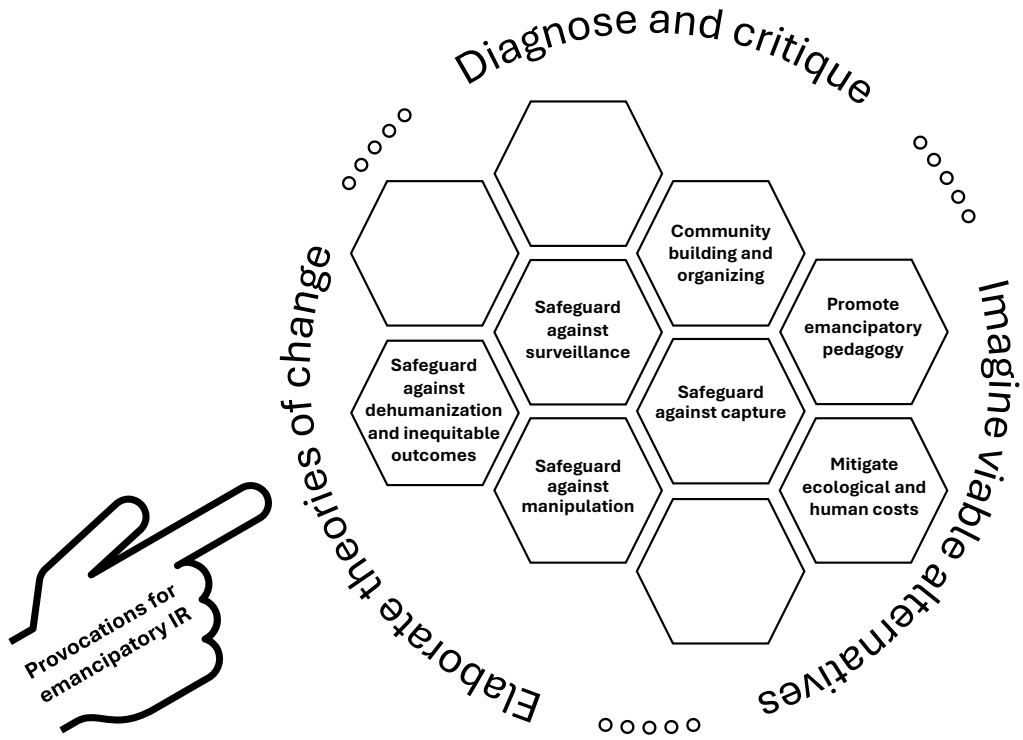 Diagnose and critique
Imagine viable alternatives
Elaborate theories of change
Community
building and
organizing
Promote
emancipatory
pedagogy
Safeguard
against
surveillance
Safeguard
against
dehumanization
and inequitable
outcomes
Safeguard
against capture
Safeguard
against
manipulation
Mitigate
ecological and
human costs
Provocations for
emancipatory IR